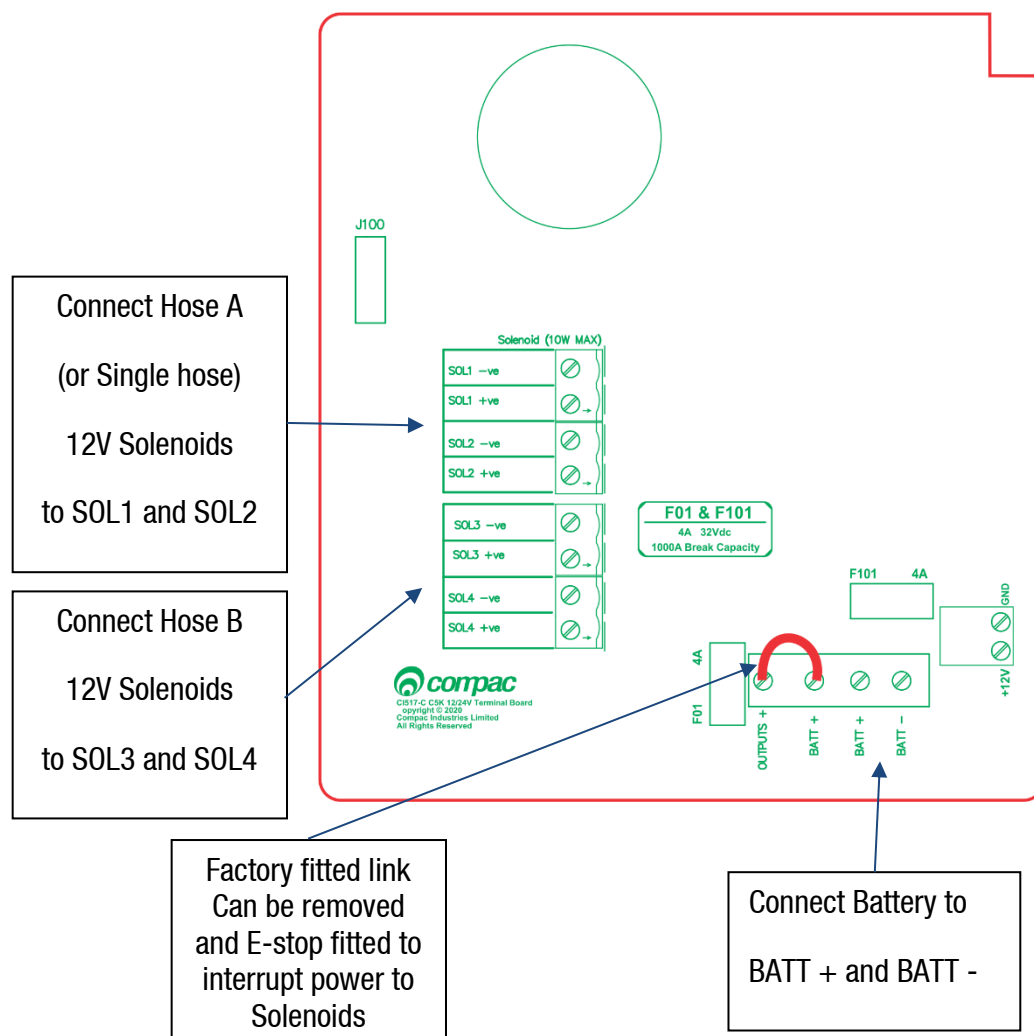 J100
Connect Hose A
(or Single hose)
12V Solenoids
to SOL1 and SOL2
Solenoid (10W MAX)
SOL1 -ve
SOL1 +ve
SOL2 -ve
SOL2 +ve
SOL3 -ve
SOL3 +ve
SOL4 -ve
SOL4 +ve
F01 & F101
4A 32Vdc
1000A Break Capacity
Connect Hose B
12V Solenoids
to SOL3 and SOL4
F101 4A
GND
+12V
F01 4A
OUTPUTS +
BATT +
BATT +
BATT -
compac
CI517-C C5K 12/24V Terminal Board
opyright © 2020
Compac Industries Limited
All Rights Reserved
Factory fitted link
Can be removed
and E-stop fitted to
interrupt power to
Solenoids
Connect Battery to
BATT + and BATT -